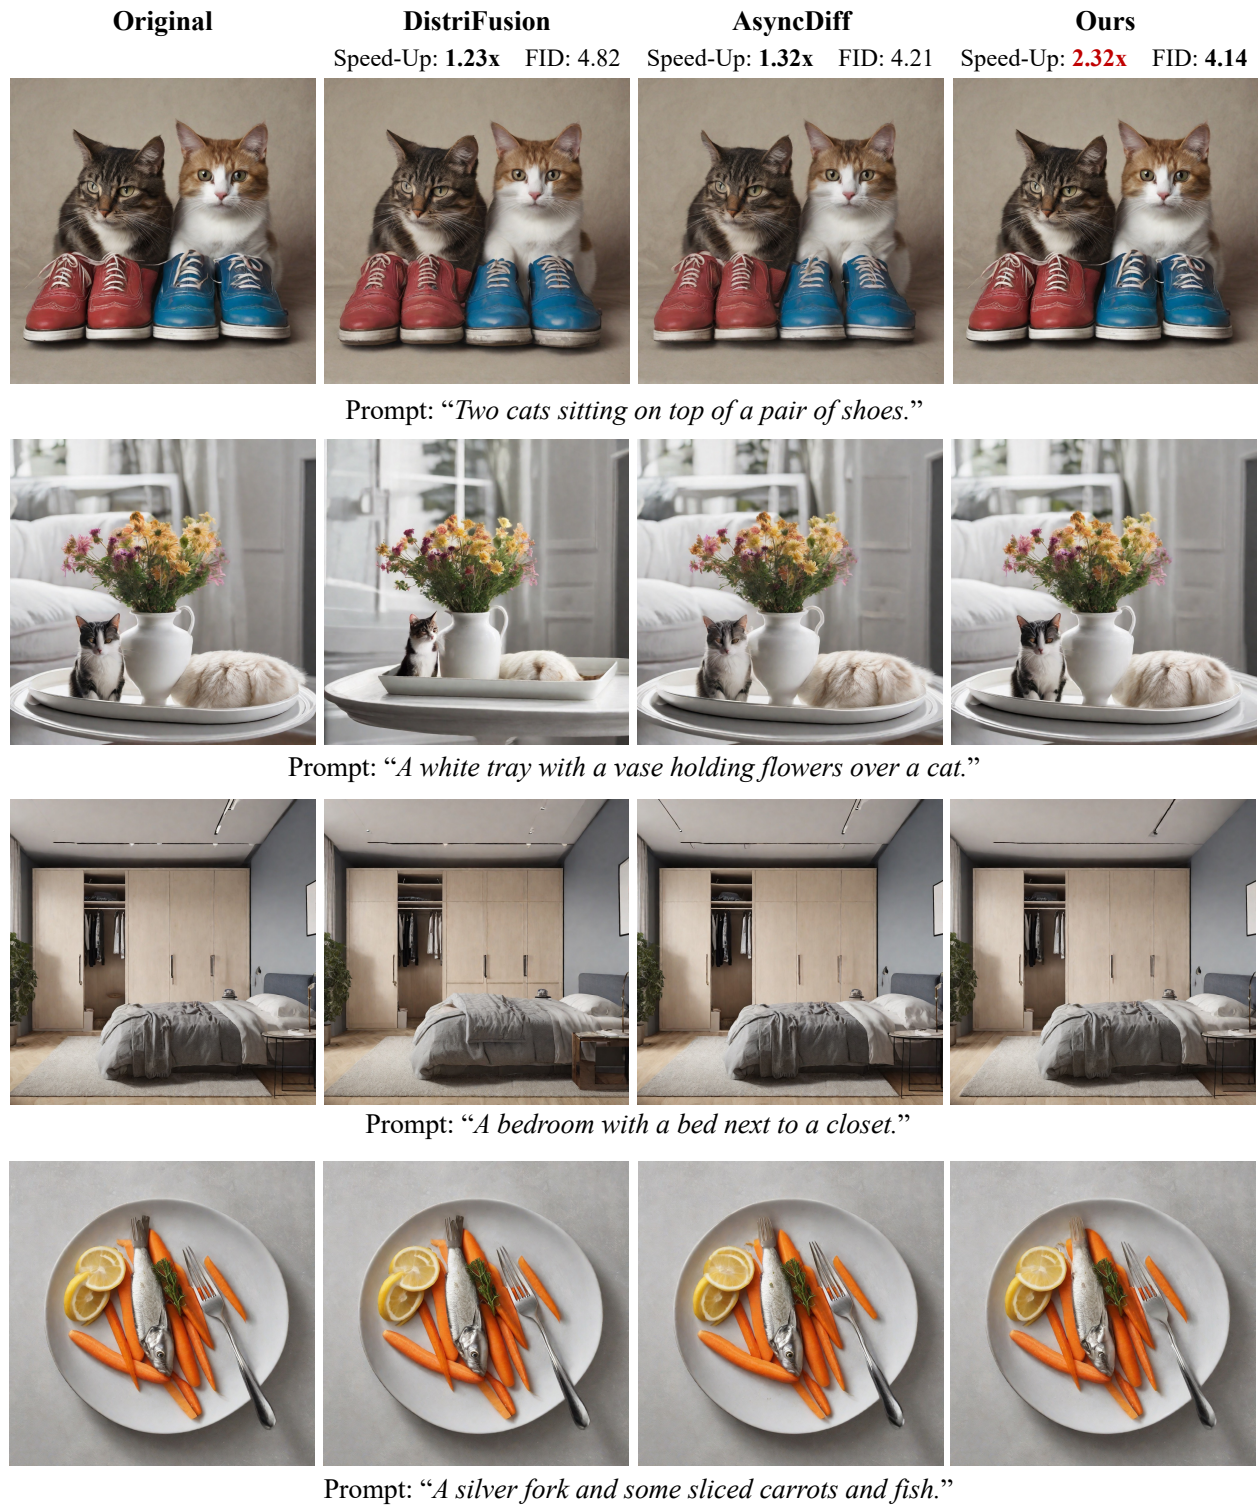 Original DistriFusion AsyncDiff Ours
Speed-Up: 1.23x FID: 4.82 Speed-Up: 1.32x FID: 4.21 Speed-Up: 2.32x FID: 4.14
Prompt: “Two cats sitting on top of a pair of shoes.”
Prompt: “A white tray with a vase holding flowers over a cat.”
Prompt: “A bedroom with a bed next to a closet.”
Prompt: “A silver fork and some sliced carrots and fish.”